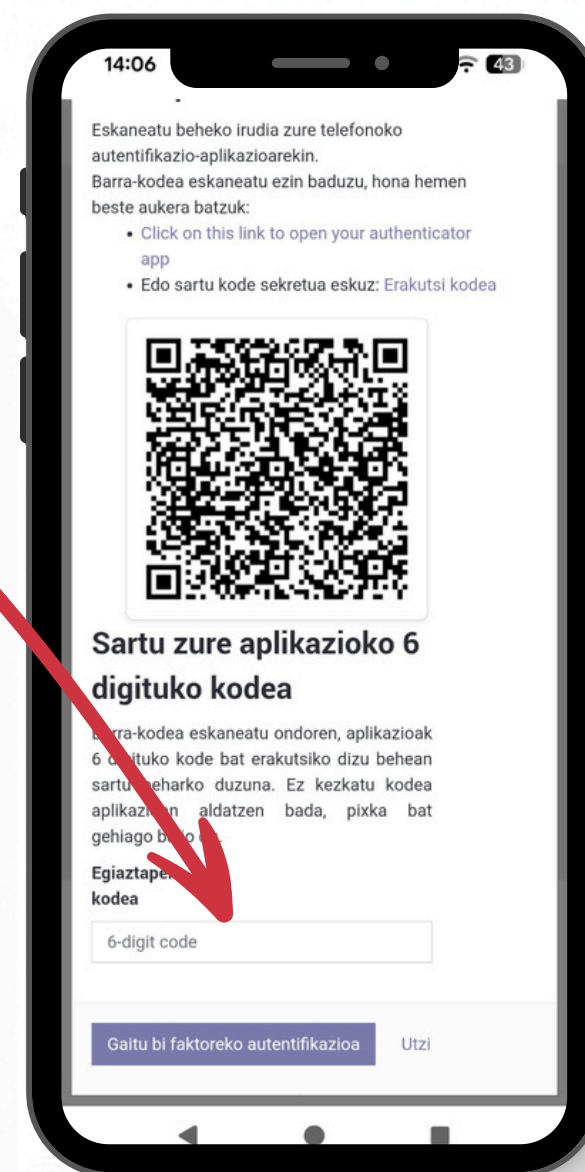 14:06
43
Eskaneatu beheko irudia zure telefonoko
autentifikazio-aplikazioarekin.
Barra-kodea eskaneatu ezin baduzu, hona hemen
beste aukera batzuk:
• Click on this link to open your authenticator
app
• Edo sartu kode sekretua eskuz: Erakutsi kodea
Sartu zure aplikazioko 6
digituko kodea
eskaneatu ondoren, aplikazioak
6 kode bat erakutsiko dizu behean
sartu duzuna. Ez kezkatu kodea
aldatzen bada, pixka bat
gehiago
kodea
6-digit code
Gaitu bi faktoreko autentifikazioa Utzi